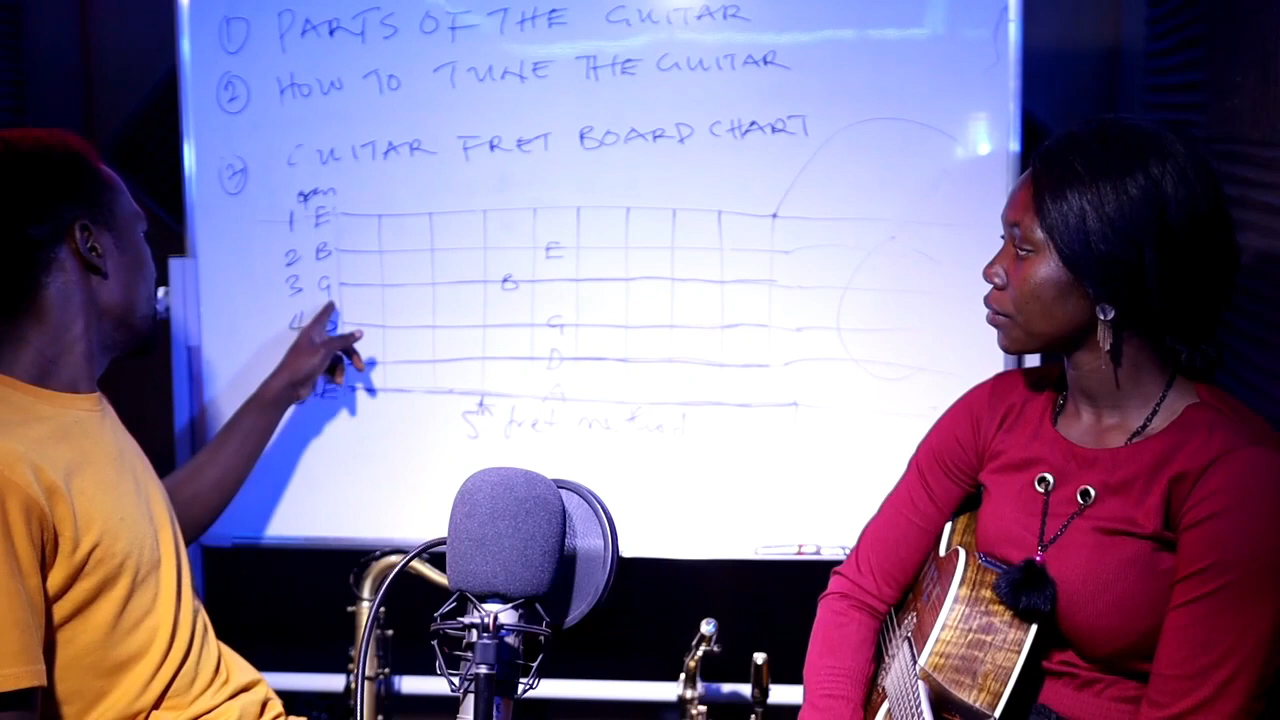 ① PARTS OF THE GUITAR
② HOW TO TUNE THE GUITAR
③ GUITAR FRET BOARD CHART
open
1 E
2 B E
3 G B
4 D G
D
E A
5th fret method